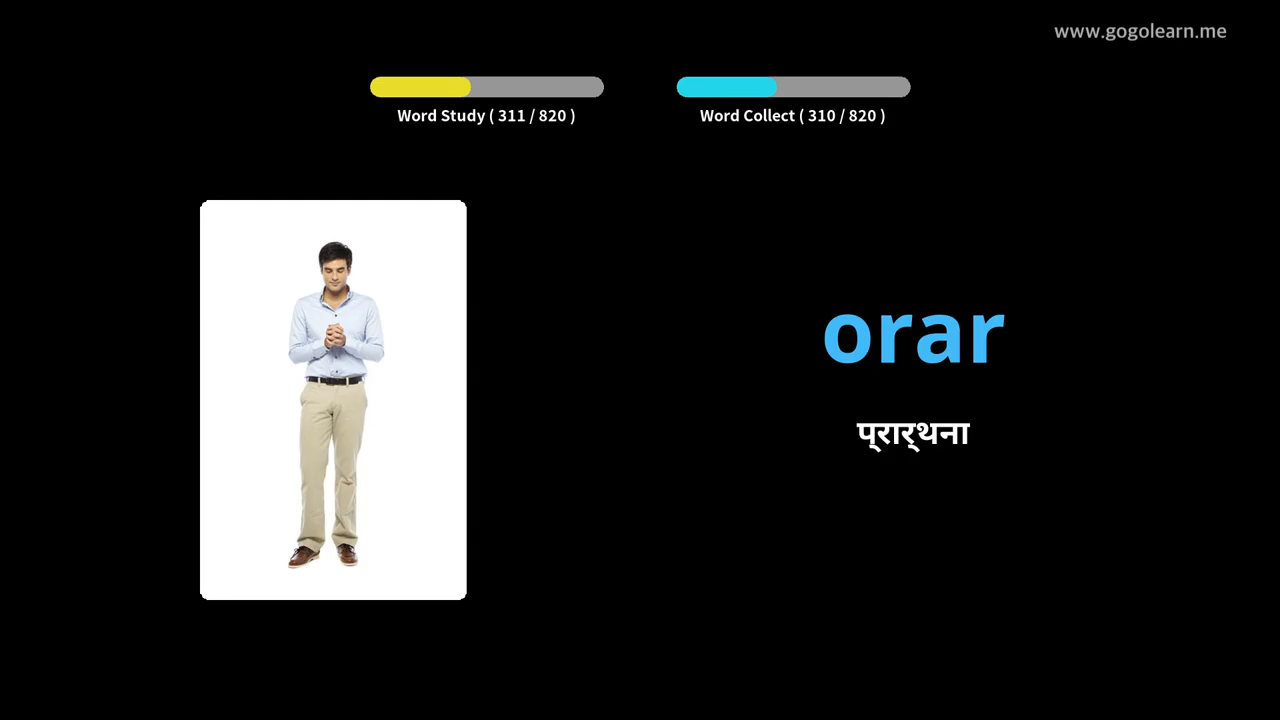 www.gogolearn.me
Word Study ( 311 / 820 )
Word Collect ( 310 / 820 )
orar
प्रार्थना